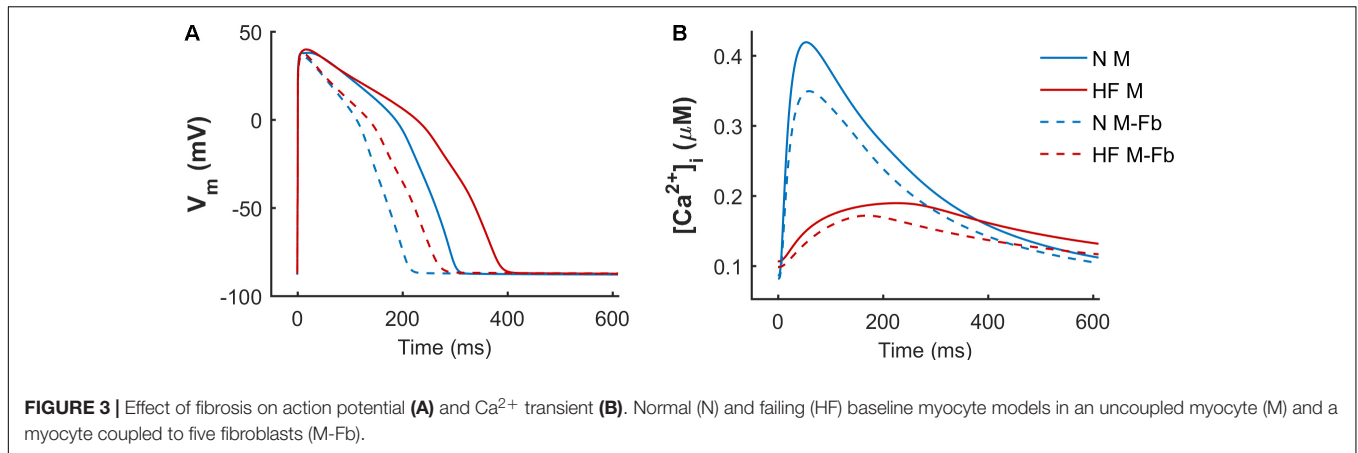 A
50
0
-50
-100
V_m (mV)
0 200 400 600
Time (ms)
B
0.4
0.3
0.2
0.1
[Ca²⁺]_i (μM)
0 200 400 600
Time (ms)
N M
HF M
N M-Fb
HF M-Fb
FIGURE 3 | Effect of fibrosis on action potential (A) and Ca²⁺ transient (B). Normal (N) and failing (HF) baseline myocyte models in an uncoupled myocyte (M) and a
myocyte coupled to five fibroblasts (M-Fb).